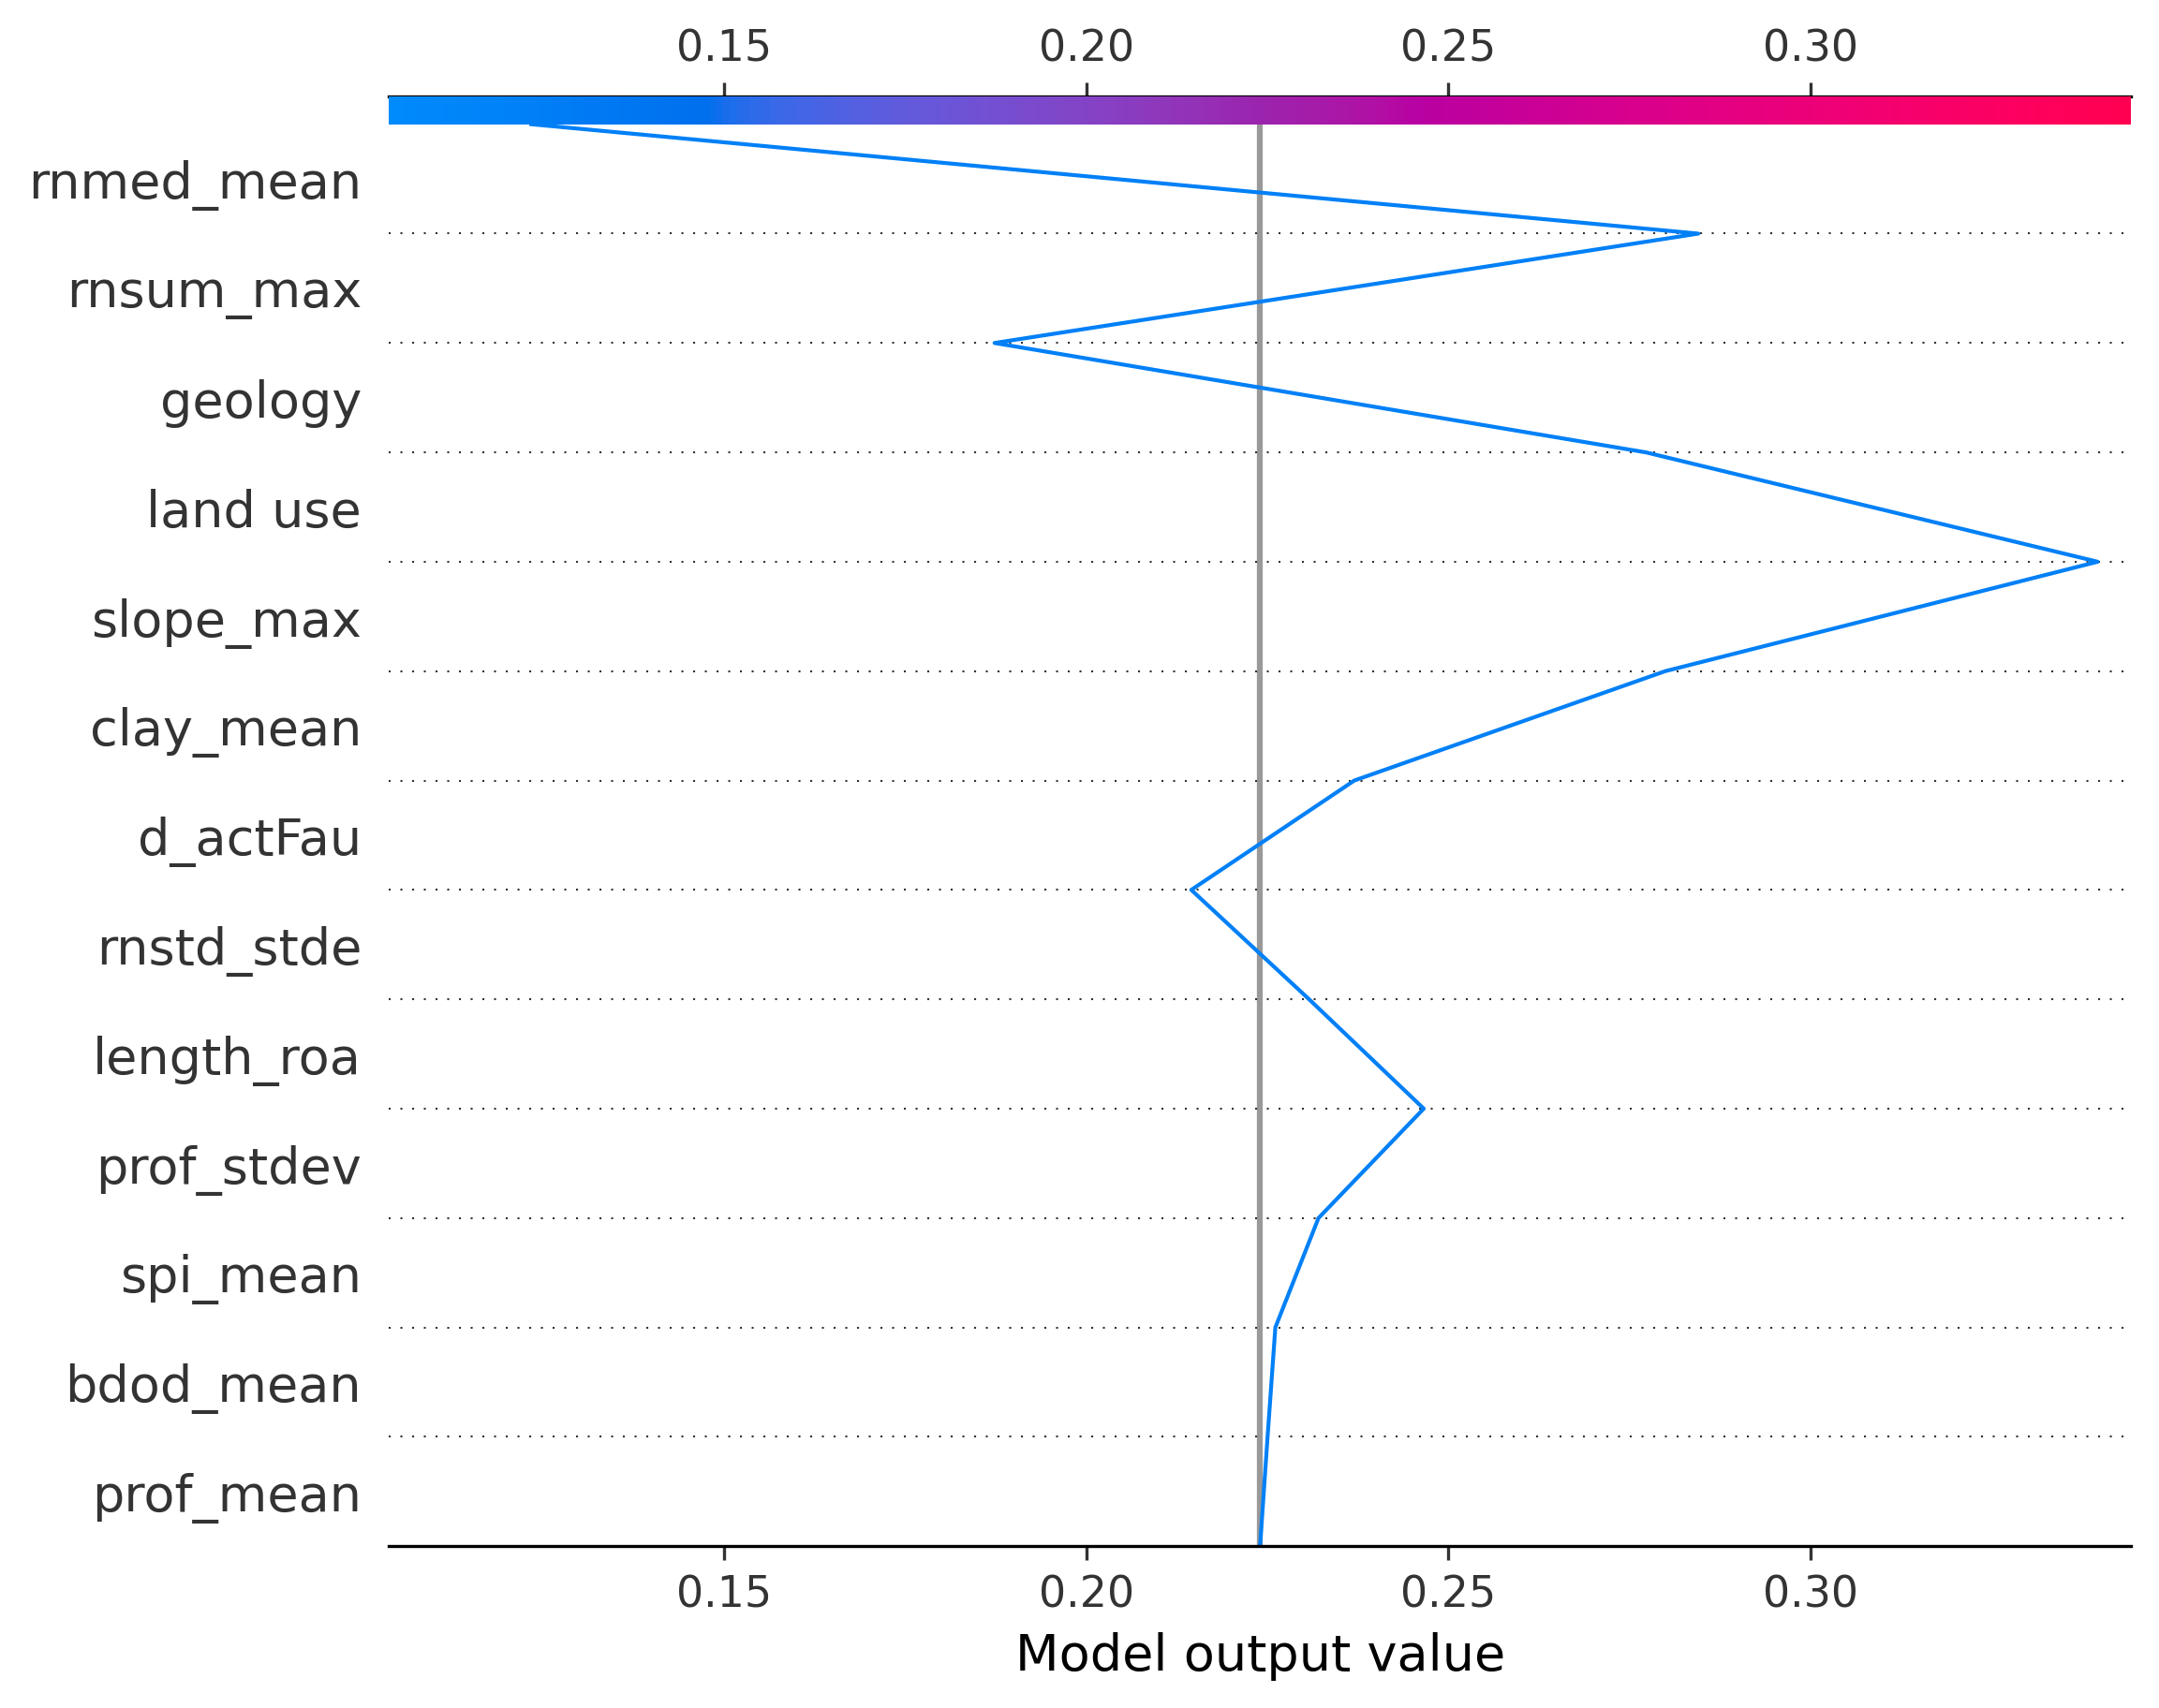 0.15 0.20 0.25 0.30
rnmed_mean
rnsum_max
geology
land use
slope_max
clay_mean
d_actFau
rnstd_stde
length_roa
prof_stdev
spi_mean
bdod_mean
prof_mean
0.15 0.20 0.25 0.30
Model output value